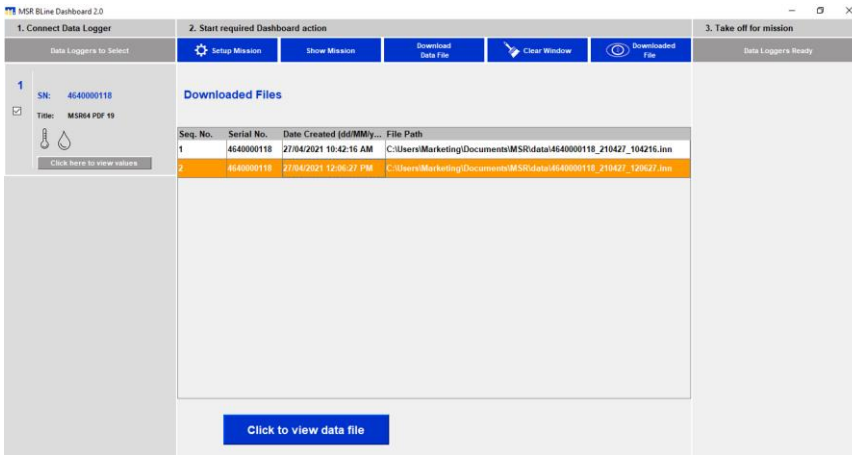 MSR BLine Dashboard 2.0
1. Connect Data Logger
2. Start required Dashboard action
3. Take off for mission
Data Loggers to Select
Setup Mission
Show Mission
Download
Data File
Clear Window
Downloaded
File
Data Loggers Ready
1
SN: 4640000118
Title: MSR64 PDF 19
Click here to view values
Downloaded Files
Seq. No. Serial No. Date Created (dd/MM/y... File Path
1 4640000118 27/04/2021 10:42:16 AM C:\Users\Marketing\Documents\MSR\data\4640000118_210427_104216.inn
2 4640000118 27/04/2021 12:06:27 PM C:\Users\Marketing\Documents\MSR\data\4640000118_210427_120627.inn
Click to view data file